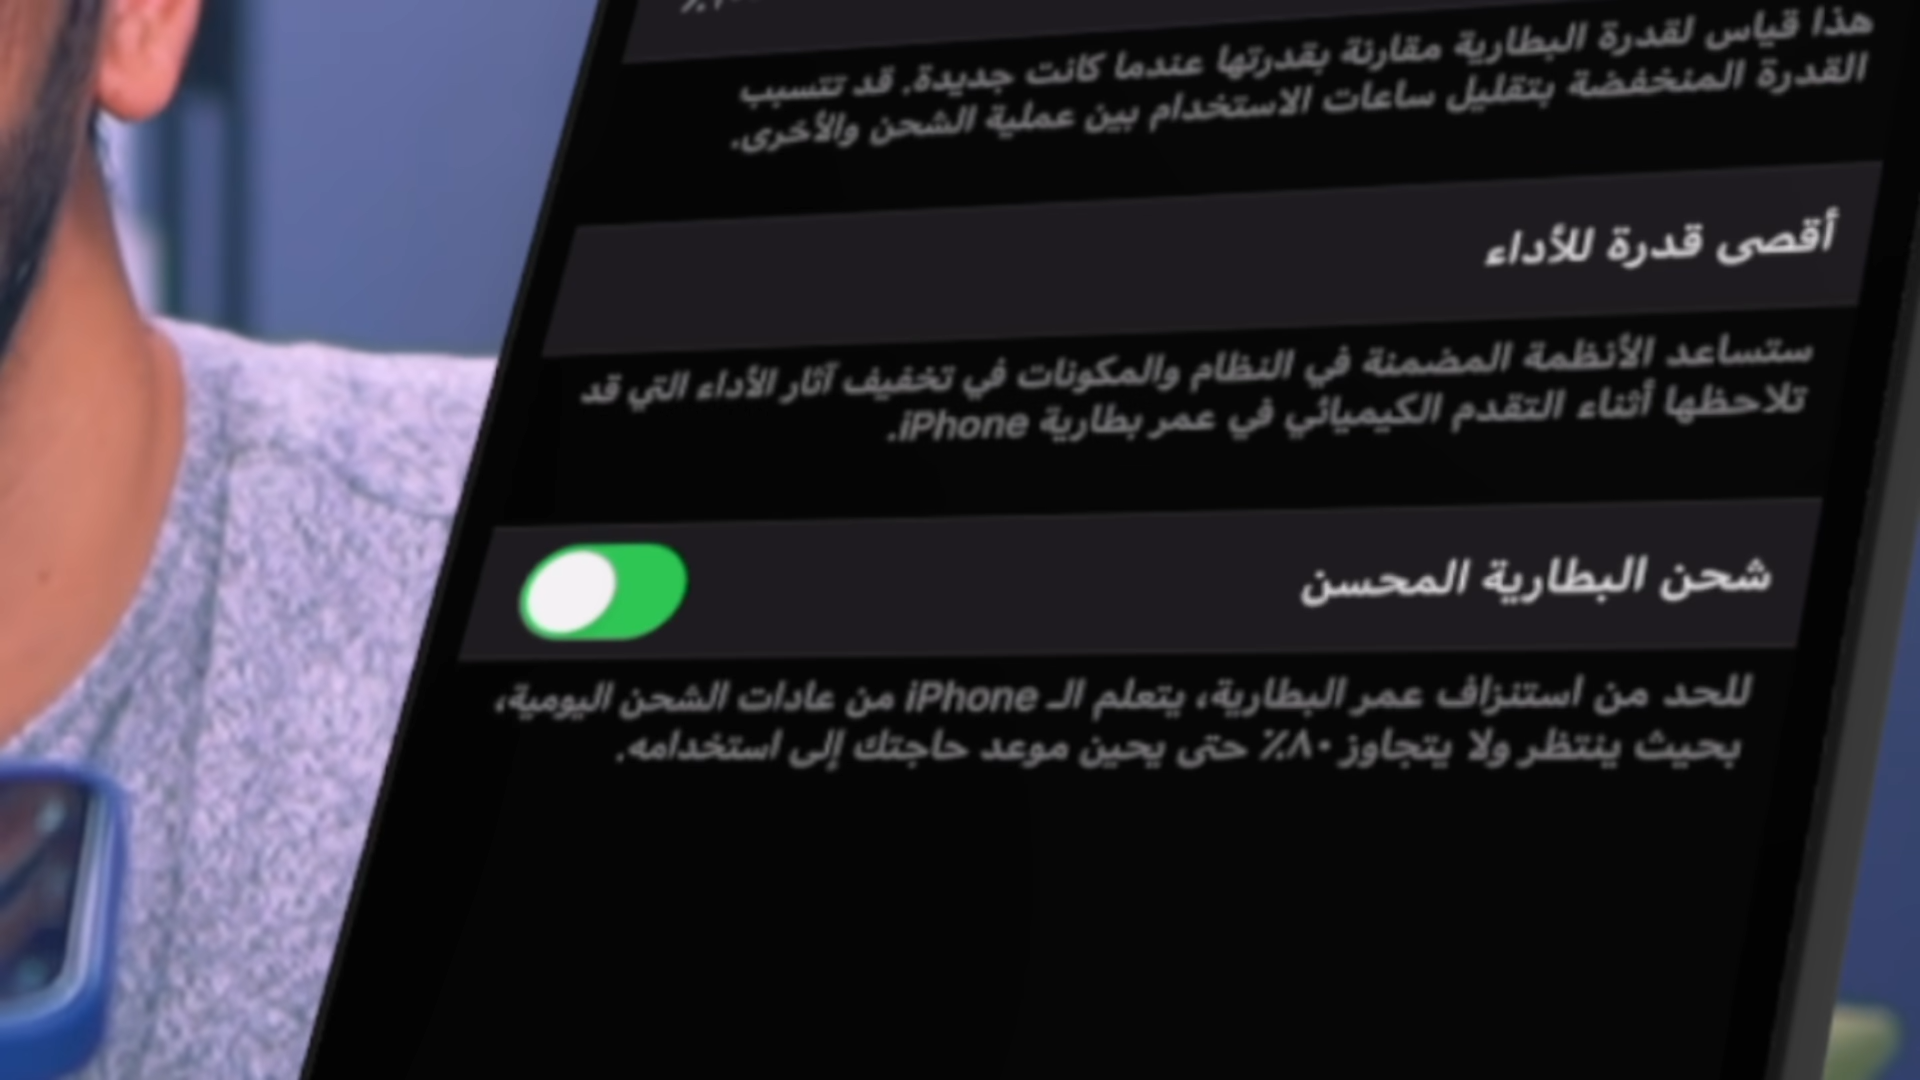 هذا قياس لقدرة البطارية مقارنة بقدرتها عندما كانت جديدة. قد تتسبب
القدرة المنخفضة بتقليل ساعات الاستخدام بين عملية الشحن والأخرى.
أقصى قدرة للأداء
ستساعد الأنظمة المضمنة في النظام والمكونات في تخفيف آثار الأداء التي قد
تلاحظها أثناء التقدم الكيميائي في عمر بطارية iPhone.
شحن البطارية المحسن
للحد من استنزاف عمر البطارية، يتعلم الـ iPhone من عادات الشحن اليومية،
بحيث ينتظر ولا يتجاوز ٨٠٪ حتى يحين موعد حاجتك إلى استخدامه.